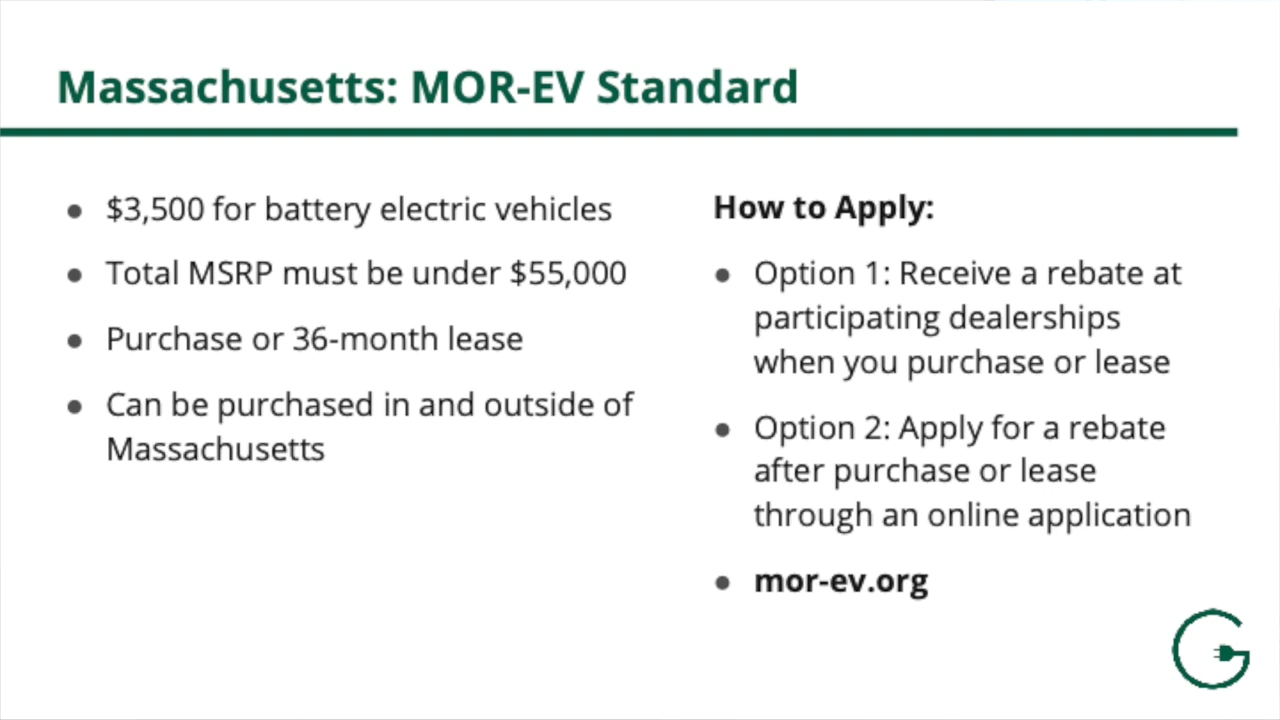 Massachusetts: MOR-EV Standard
● $3,500 for battery electric vehicles
● Total MSRP must be under $55,000
● Purchase or 36-month lease
● Can be purchased in and outside of
Massachusetts
How to Apply:
● Option 1: Receive a rebate at
participating dealerships
when you purchase or lease
● Option 2: Apply for a rebate
after purchase or lease
through an online application
● mor-ev.org